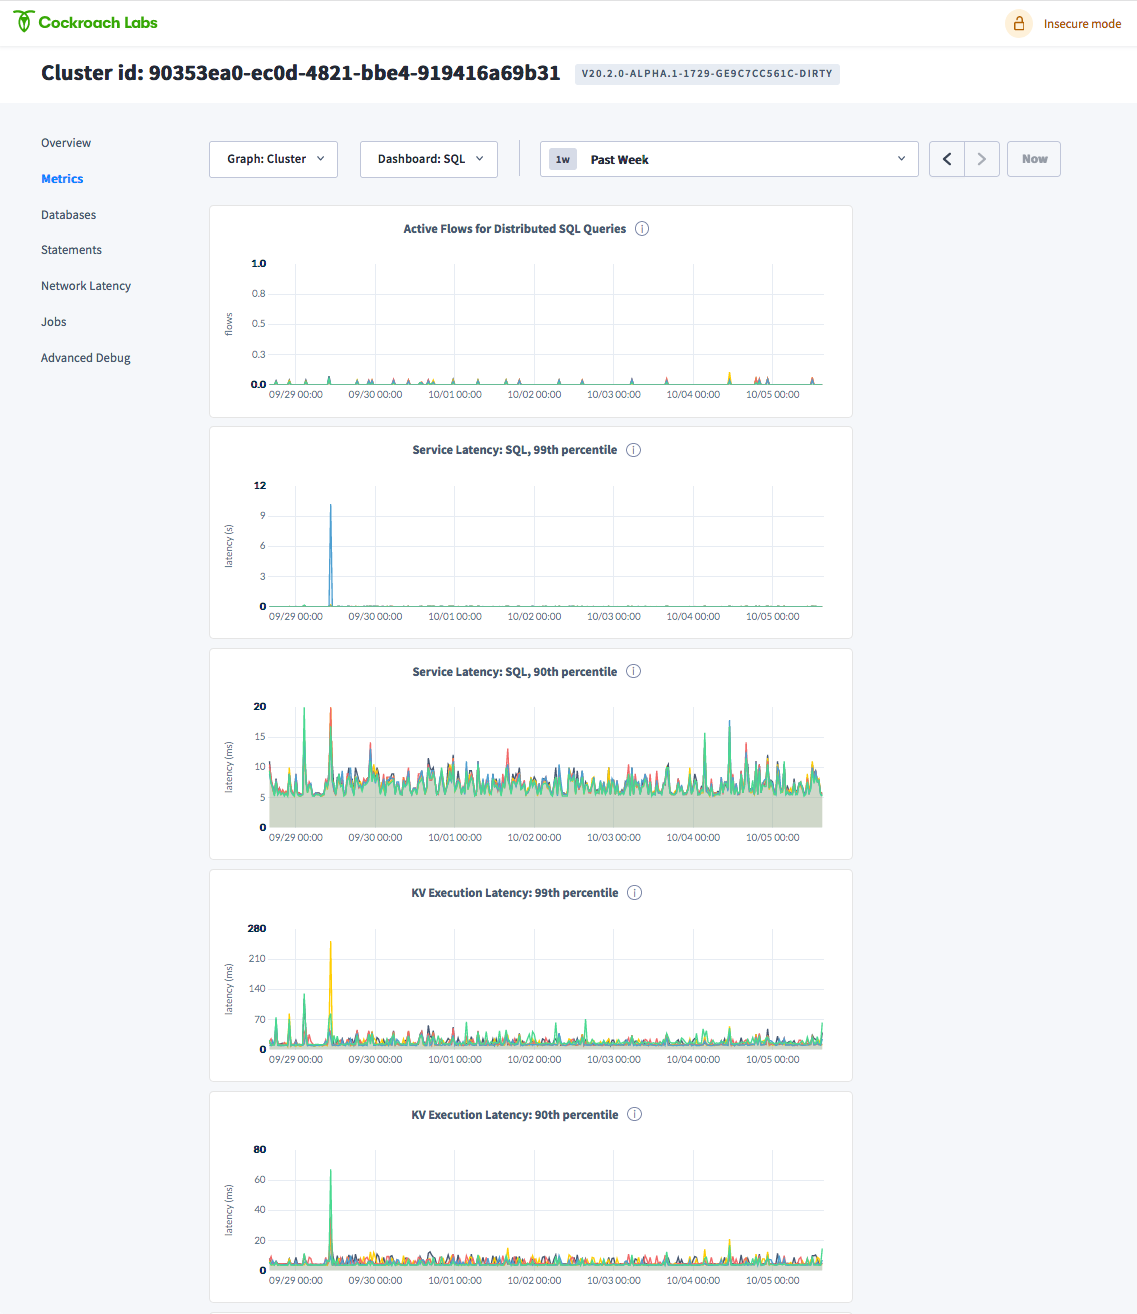 Cockroach Labs
Insecure mode
Cluster id: 90353ea0-ec0d-4821-bbe4-919416a69b31 V20.2.0-ALPHA.1-1729-GE9C7CC561C-DIRTY
Overview
Metrics
Databases
Statements
Network Latency
Jobs
Advanced Debug
Graph: Cluster Dashboard: SQL 1w Past Week Now
Active Flows for Distributed SQL Queries
flows
1.0
0.8
0.5
0.3
0.0
09/29 00:00 09/30 00:00 10/01 00:00 10/02 00:00 10/03 00:00 10/04 00:00 10/05 00:00
Service Latency: SQL, 99th percentile
latency (s)
12
9
6
3
0
09/29 00:00 09/30 00:00 10/01 00:00 10/02 00:00 10/03 00:00 10/04 00:00 10/05 00:00
Service Latency: SQL, 90th percentile
latency (ms)
20
15
10
5
0
09/29 00:00 09/30 00:00 10/01 00:00 10/02 00:00 10/03 00:00 10/04 00:00 10/05 00:00
KV Execution Latency: 99th percentile
latency (ms)
280
210
140
70
0
09/29 00:00 09/30 00:00 10/01 00:00 10/02 00:00 10/03 00:00 10/04 00:00 10/05 00:00
KV Execution Latency: 90th percentile
latency (ms)
80
60
40
20
0
09/29 00:00 09/30 00:00 10/01 00:00 10/02 00:00 10/03 00:00 10/04 00:00 10/05 00:00